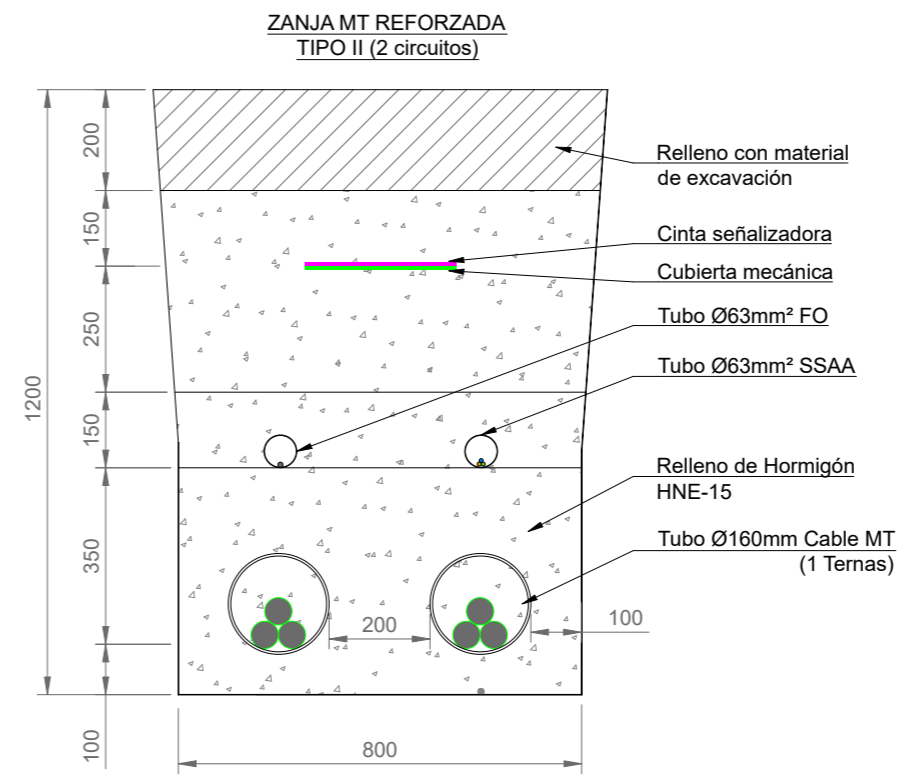 ZANJA MT REFORZADA
TIPO II (2 circuitos)
200
Relleno con material
de excavación
150
Cinta señalizadora
Cubierta mecánica
250
Tubo Ø63mm² FO
Tubo Ø63mm² SSAA
1200
150
Relleno de Hormigón
HNE-15
350
Tubo Ø160mm Cable MT
(1 Ternas)
200
100
100
800